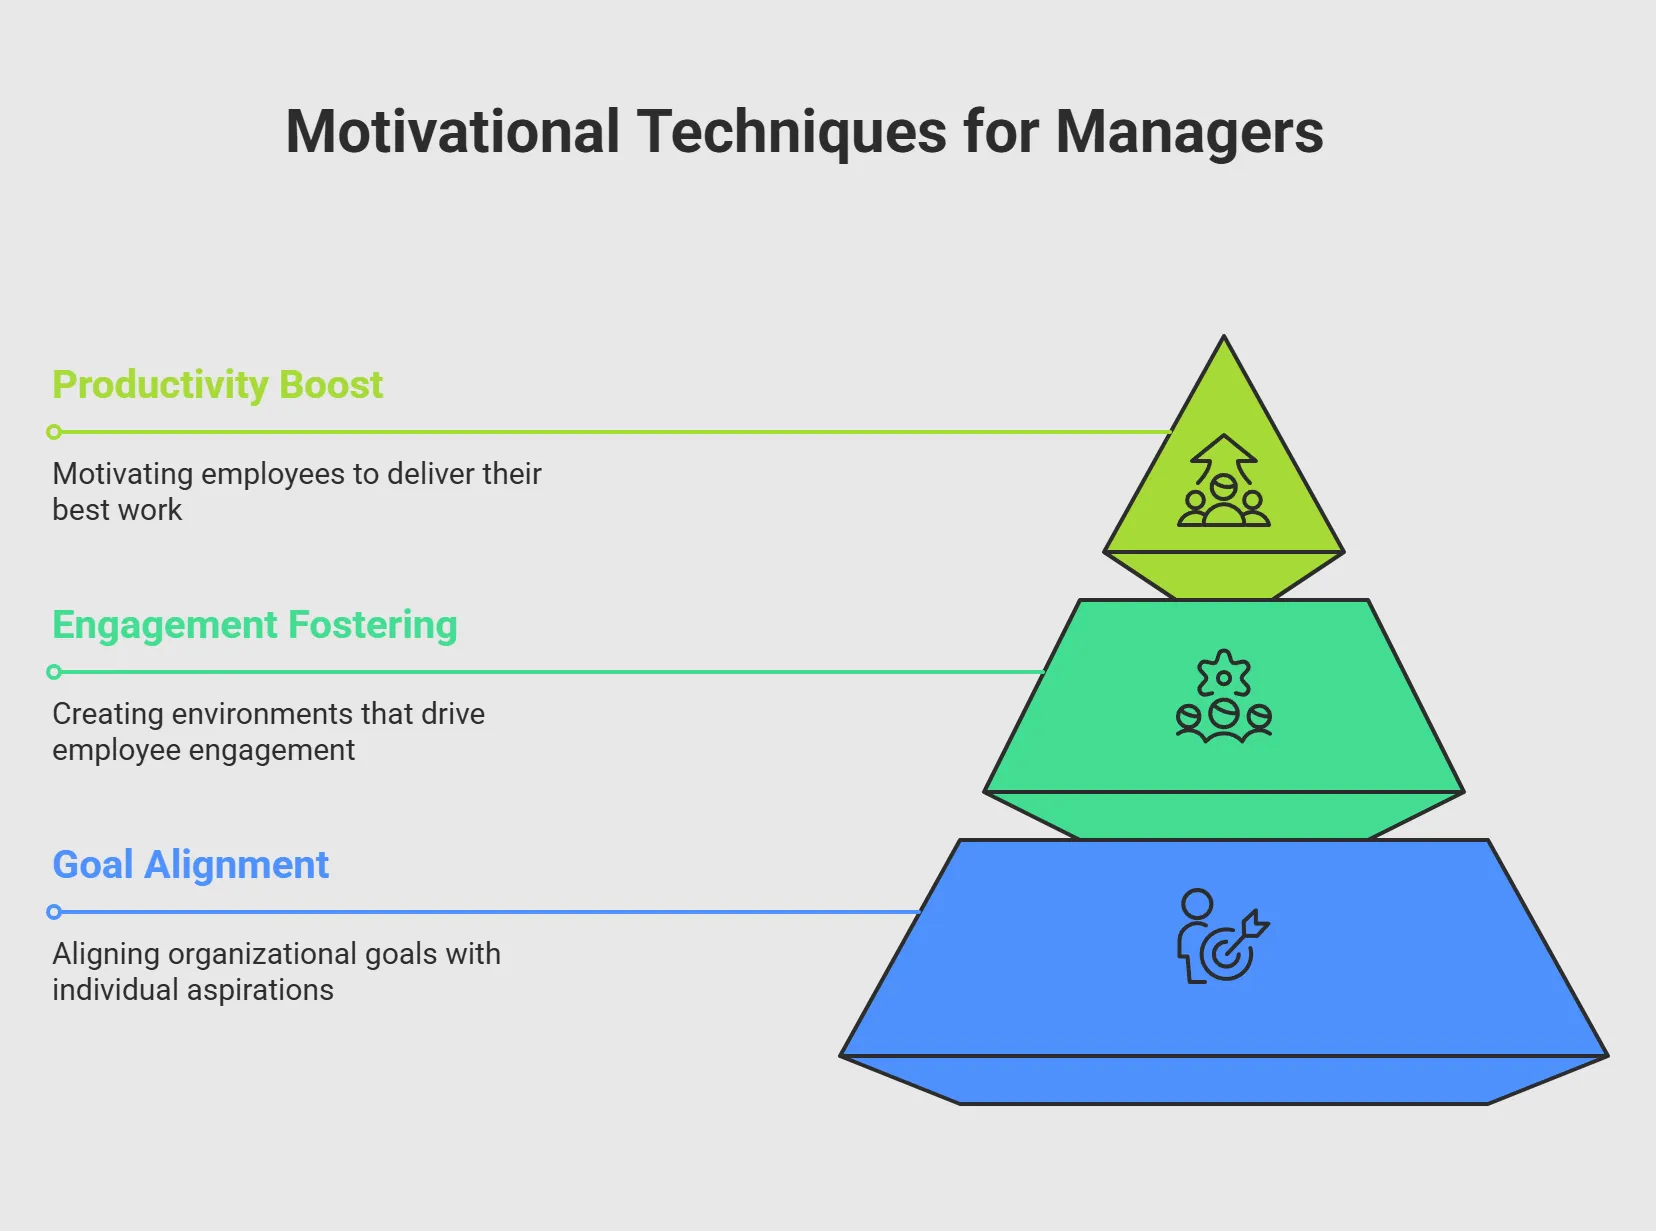 Motivational Techniques for Managers
Productivity Boost
Motivating employees to deliver their
best work
Engagement Fostering
Creating environments that drive
employee engagement
Goal Alignment
Aligning organizational goals with
individual aspirations